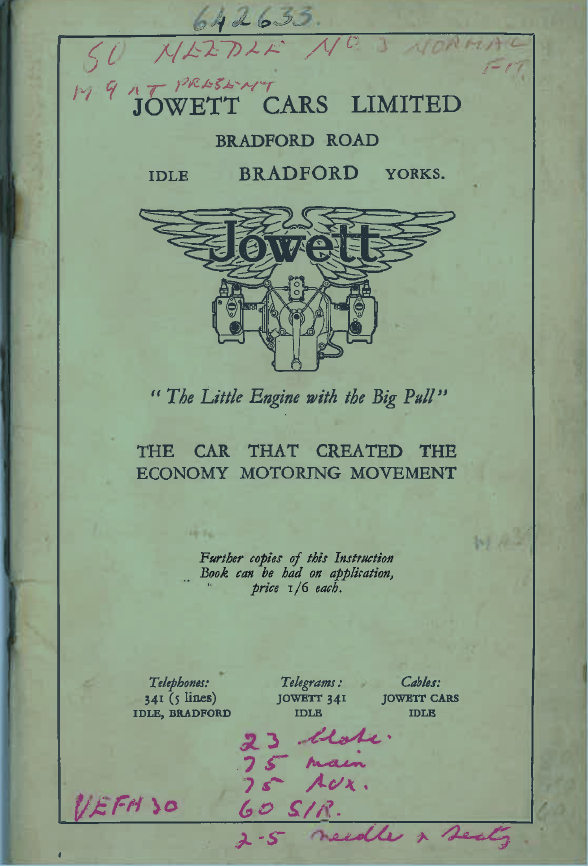 642633.
SU NEEDLE No 3 NORMAL
FIT.
M9 AT PRESENT
JOWETT CARS LIMITED
BRADFORD ROAD
IDLE BRADFORD YORKS.
Jowett
"The Little Engine with the Big Pull"
THE CAR THAT CREATED THE
ECONOMY MOTORING MOVEMENT
Further copies of this Instruction
Book can be had on application,
price 1/6 each.
Telephones: Telegrams: Cables:
341 (5 lines) JOWETT 341 JOWETT CARS
IDLE, BRADFORD IDLE IDLE
23
75 main
75 AUX.
VEFH 30 60 S/R.
2-5 needle